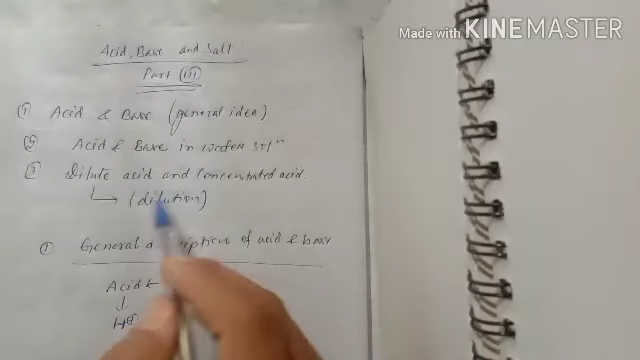 Made with KINEMASTER
Acid, Base and Salt
Part (III)
① Acid & Base (general idea)
② Acid & Base in water solⁿ
③ Dilute acid and concentrated acid.
(dilution)
① General of acid & base
Acid